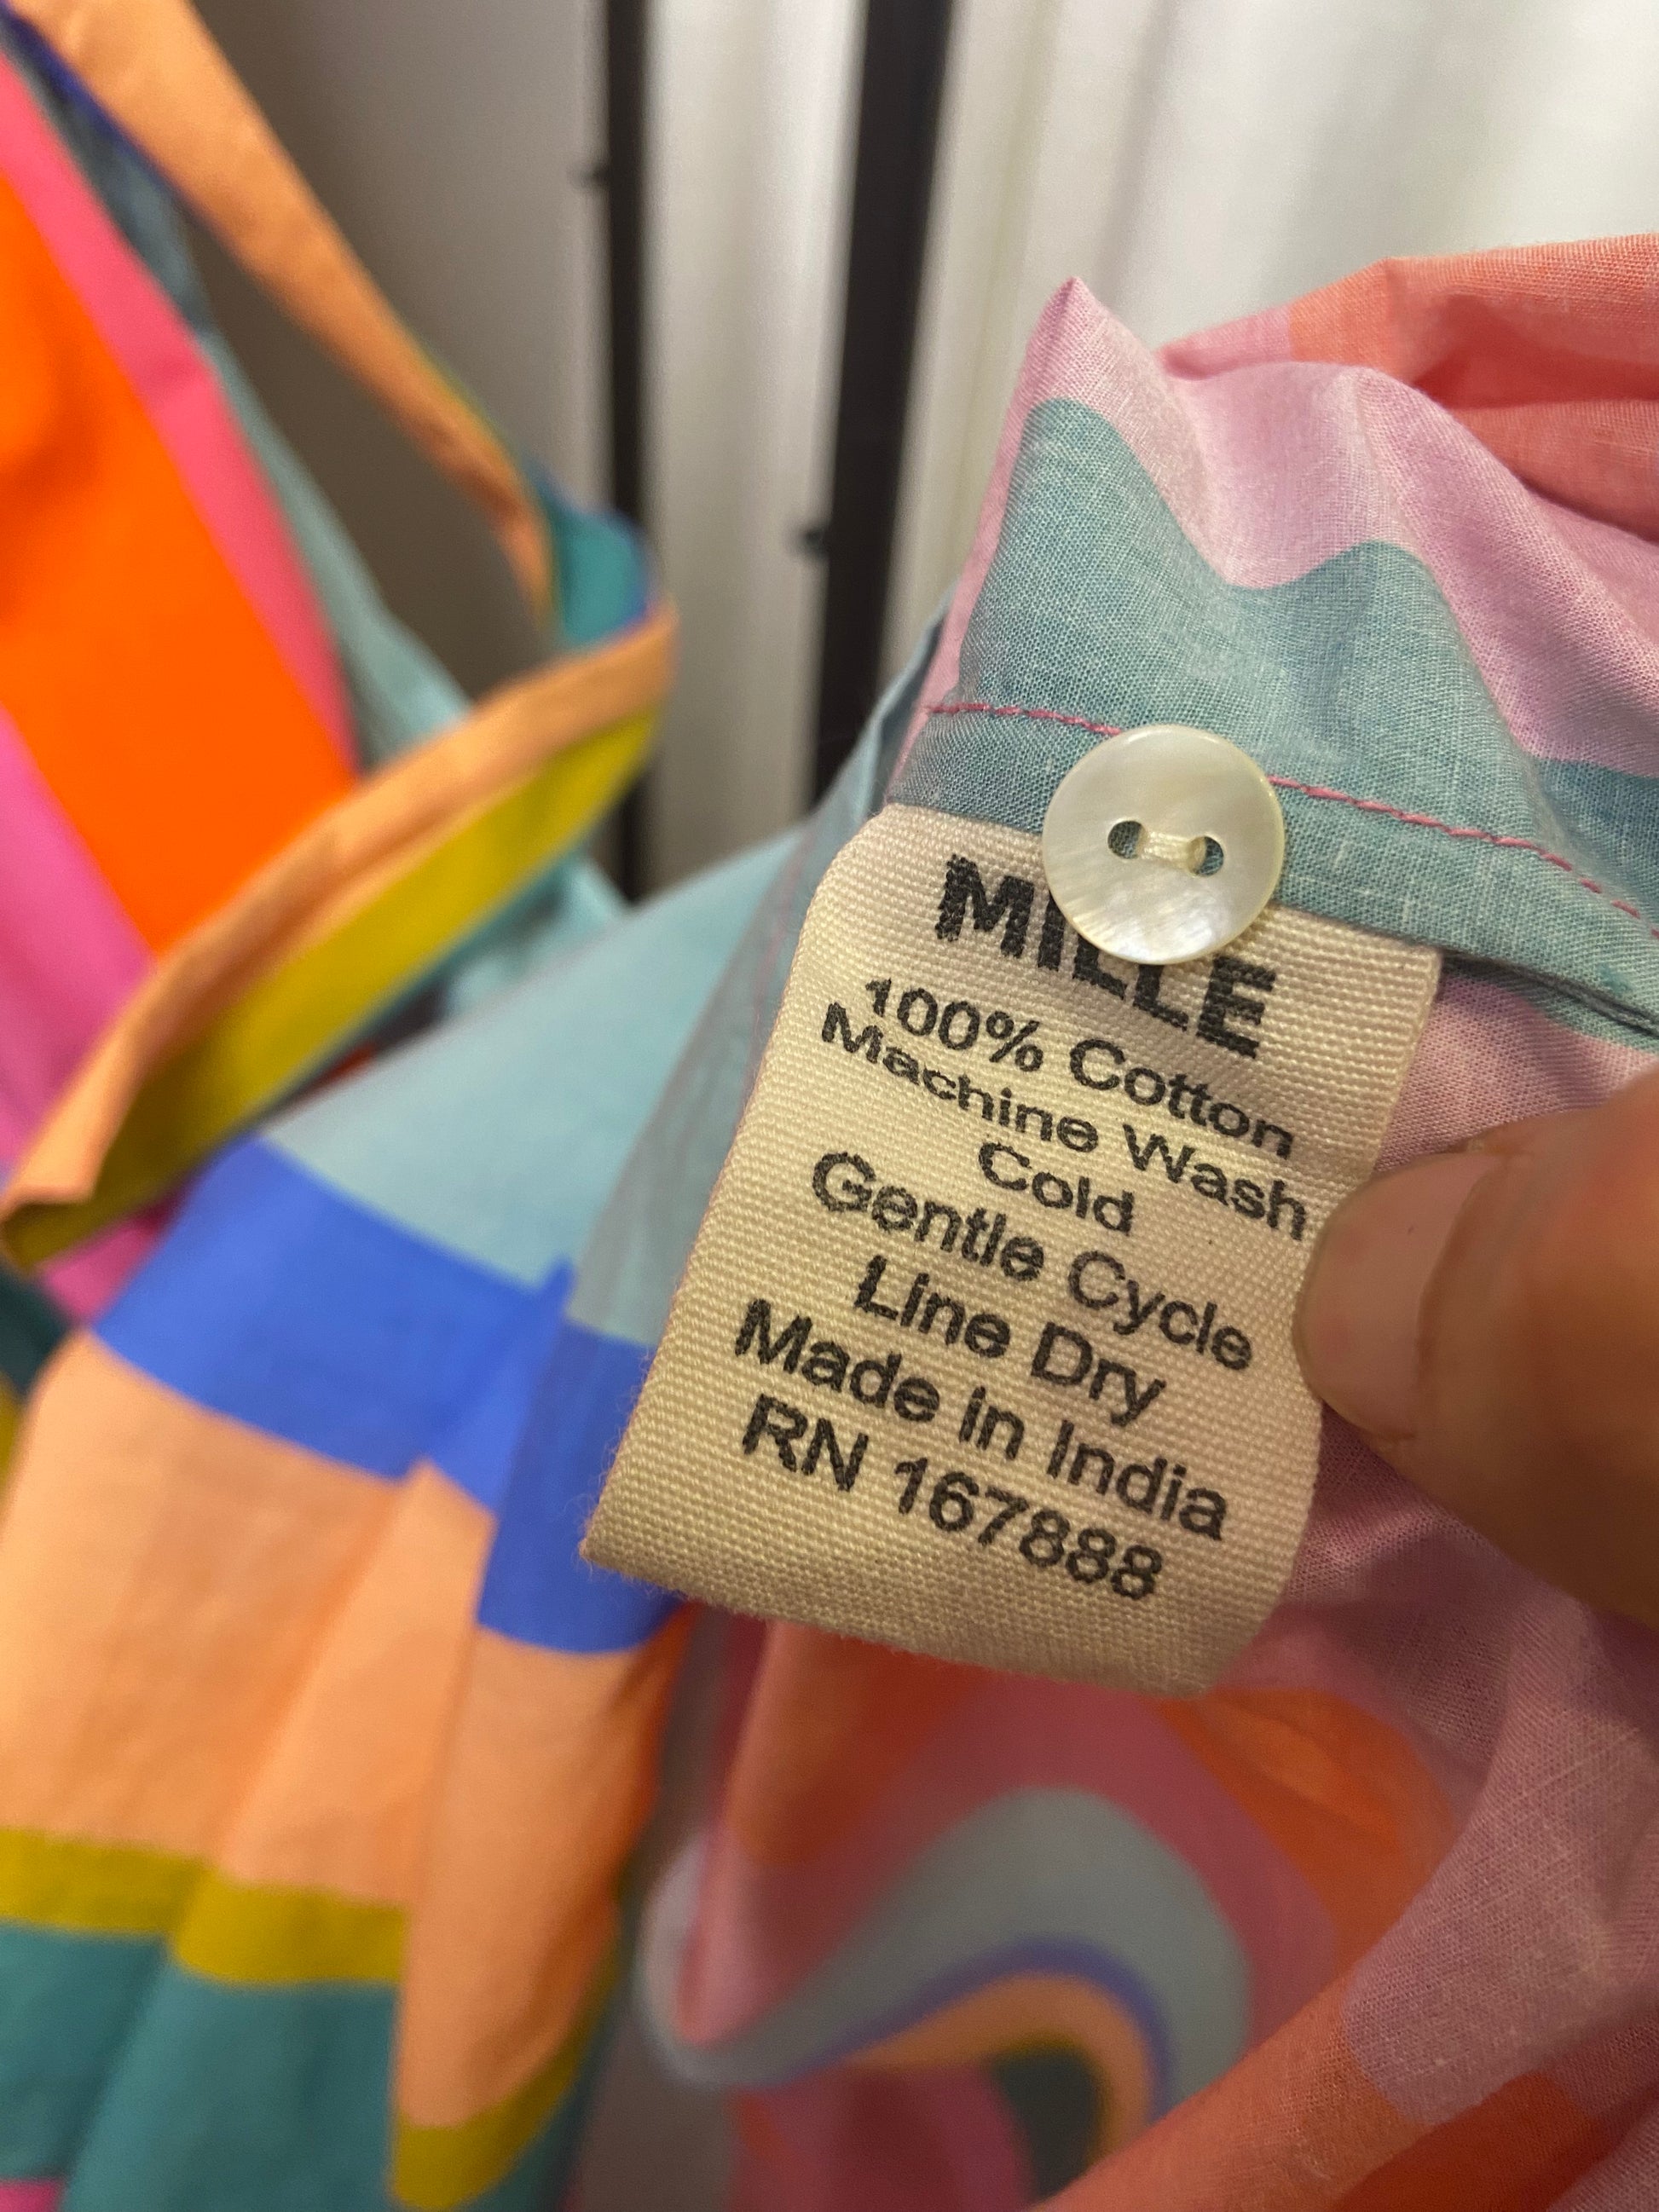 MILLE
100% Cotton
Machine Wash
Cold
Gentle Cycle
Line Dry
Made in India
RN 167888